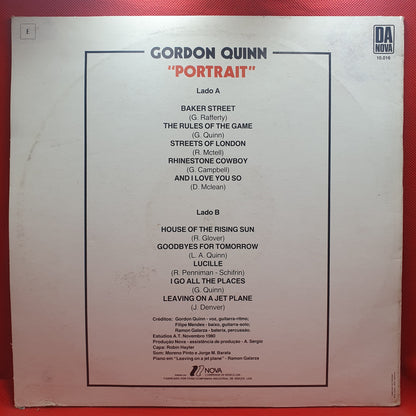 E
DA
NOVA
10.016
GORDON QUINN
"PORTRAIT"
Lado A
BAKER STREET
(G. Rafferty)
THE RULES OF THE GAME
(G. Quinn)
STREETS OF LONDON
(R. Mctell)
RHINESTONE COWBOY
(G. Campbell)
AND I LOVE YOU SO
(D. Mclean)
Lado B
HOUSE OF THE RISING SUN
(R. Glover)
GOODBYES FOR TOMORROW
(L. A. Quinn)
LUCILLE
(R. Penniman - Schifrin)
I GO ALL THE PLACES
(G. Quinn)
LEAVING ON A JET PLANE
(J. Denver)
Créditos: Gordon Quinn - voz, guitarra-ritmo;
Filipe Mendes - baixo, guitarra-solo;
Ramon Galarza - bateria, percussão.
Estúdios A.T. Novembro 1980
Produção Nova - assistência de produção - A. Sérgio
Capa: Robin Hayter
Som: Moreno Pinto e Jorge M. Barata
Piano em "Leaving on a jet plane" - Ramon Galarza
NOVA